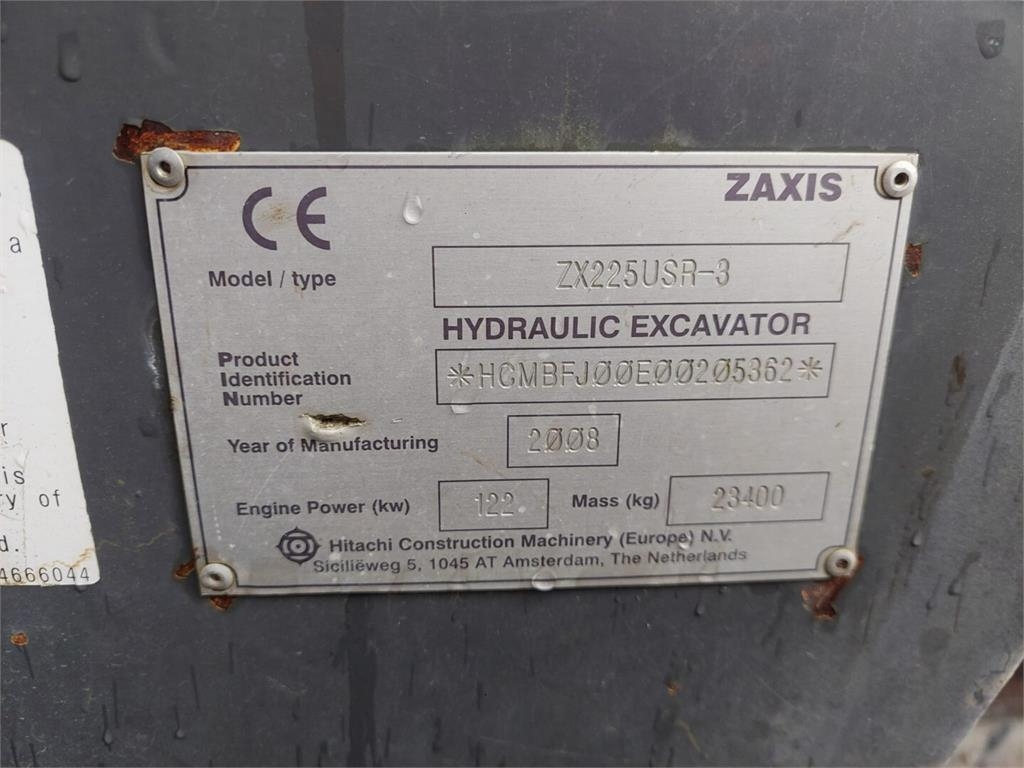 CE
ZAXIS
Model / type
ZX225USR-3
HYDRAULIC EXCAVATOR
Product
Identification
Number
*HCMBFJ00E00205362*
Year of Manufacturing
2008
Engine Power (kw)
122
Mass (kg)
23400
Hitachi Construction Machinery (Europe) N.V.
Siciliëweg 5, 1045 AT Amsterdam, The Netherlands
a
r
is
ry of
d.
4666044